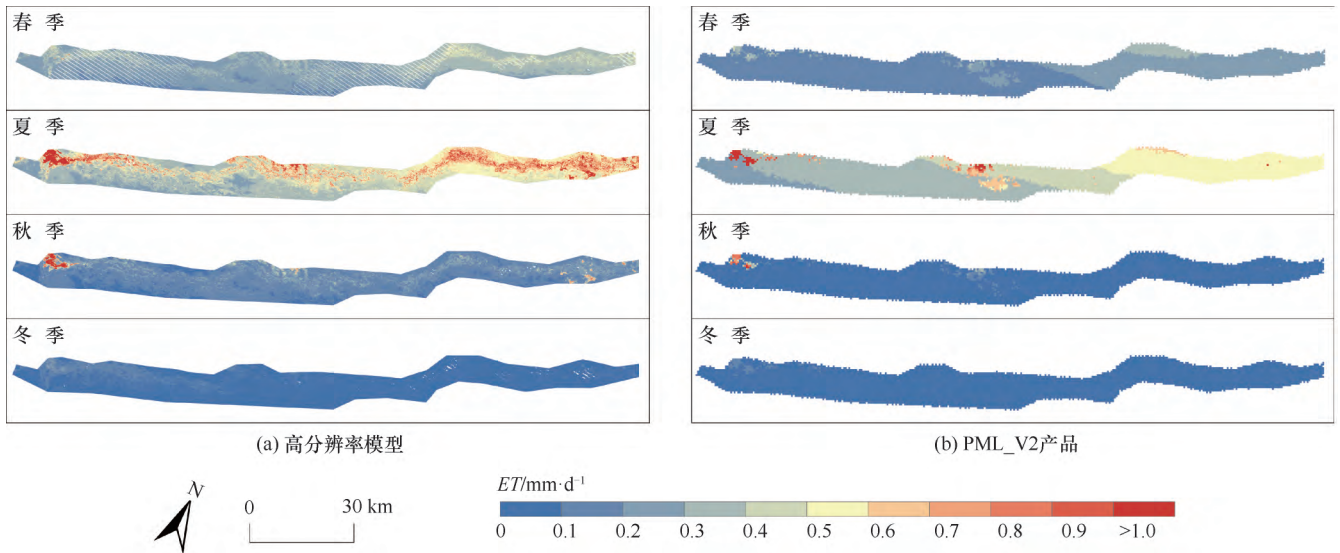 春 季
夏 季
秋 季
冬 季
(a) 高分辨率模型
春 季
夏 季
秋 季
冬 季
(b) PML_V2产品
N
0 30 km
ET/mm·d⁻¹
0 0.1 0.2 0.3 0.4 0.5 0.6 0.7 0.8 0.9 >1.0